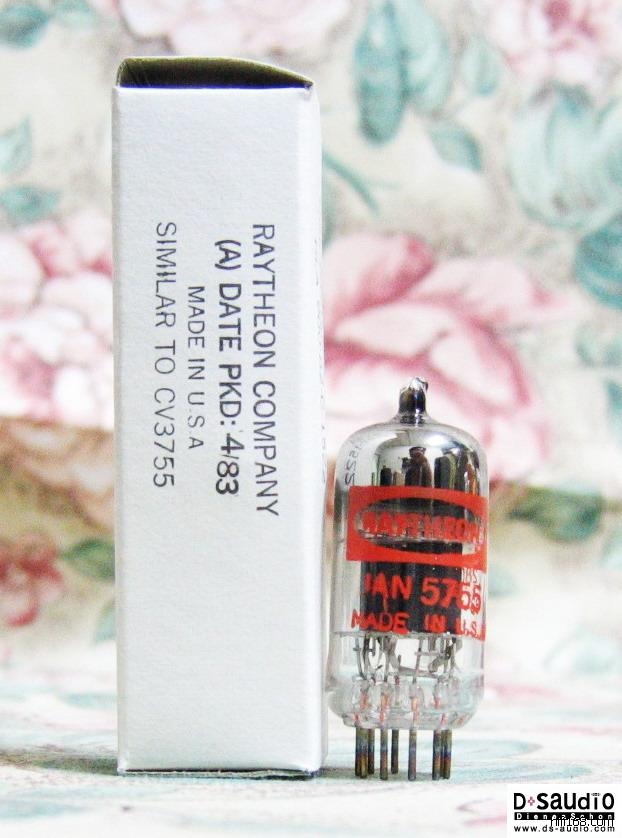 RAYTHEON COMPANY
(A) DATE PKD: 4/83
MADE IN U.S.A
SIMILAR TO CV3755
RAYTHEON
JAN 5755
MADE IN U.S.A
D·SAUDIO
www.ds-audio.com